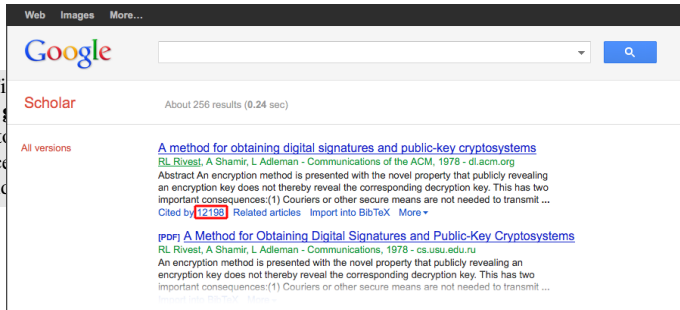 Web Images More...
Google
Scholar About 256 results (0.24 sec)
All versions
A method for obtaining digital signatures and public-key cryptosystems
RL Rivest, A Shamir, L Adleman - Communications of the ACM, 1978 - dl.acm.org
Abstract An encryption method is presented with the novel property that publicly revealing
an encryption key does not thereby reveal the corresponding decryption key. This has two
important consequences:(1) Couriers or other secure means are not needed to transmit ...
Cited by 12198 Related articles Import into BibTeX More
[PDF] A Method for Obtaining Digital Signatures and Public-Key Cryptosystems
RL Rivest, A Shamir, L Adleman - Communications, 1978 - cs.usu.edu.ru
An encryption method is presented with the novel property that publicly revealing an
encryption key does not thereby reveal the corresponding decryption key. This has two
important consequences:(1) Couriers or other secure means are not needed to transmit ...
Import into BibTeX More